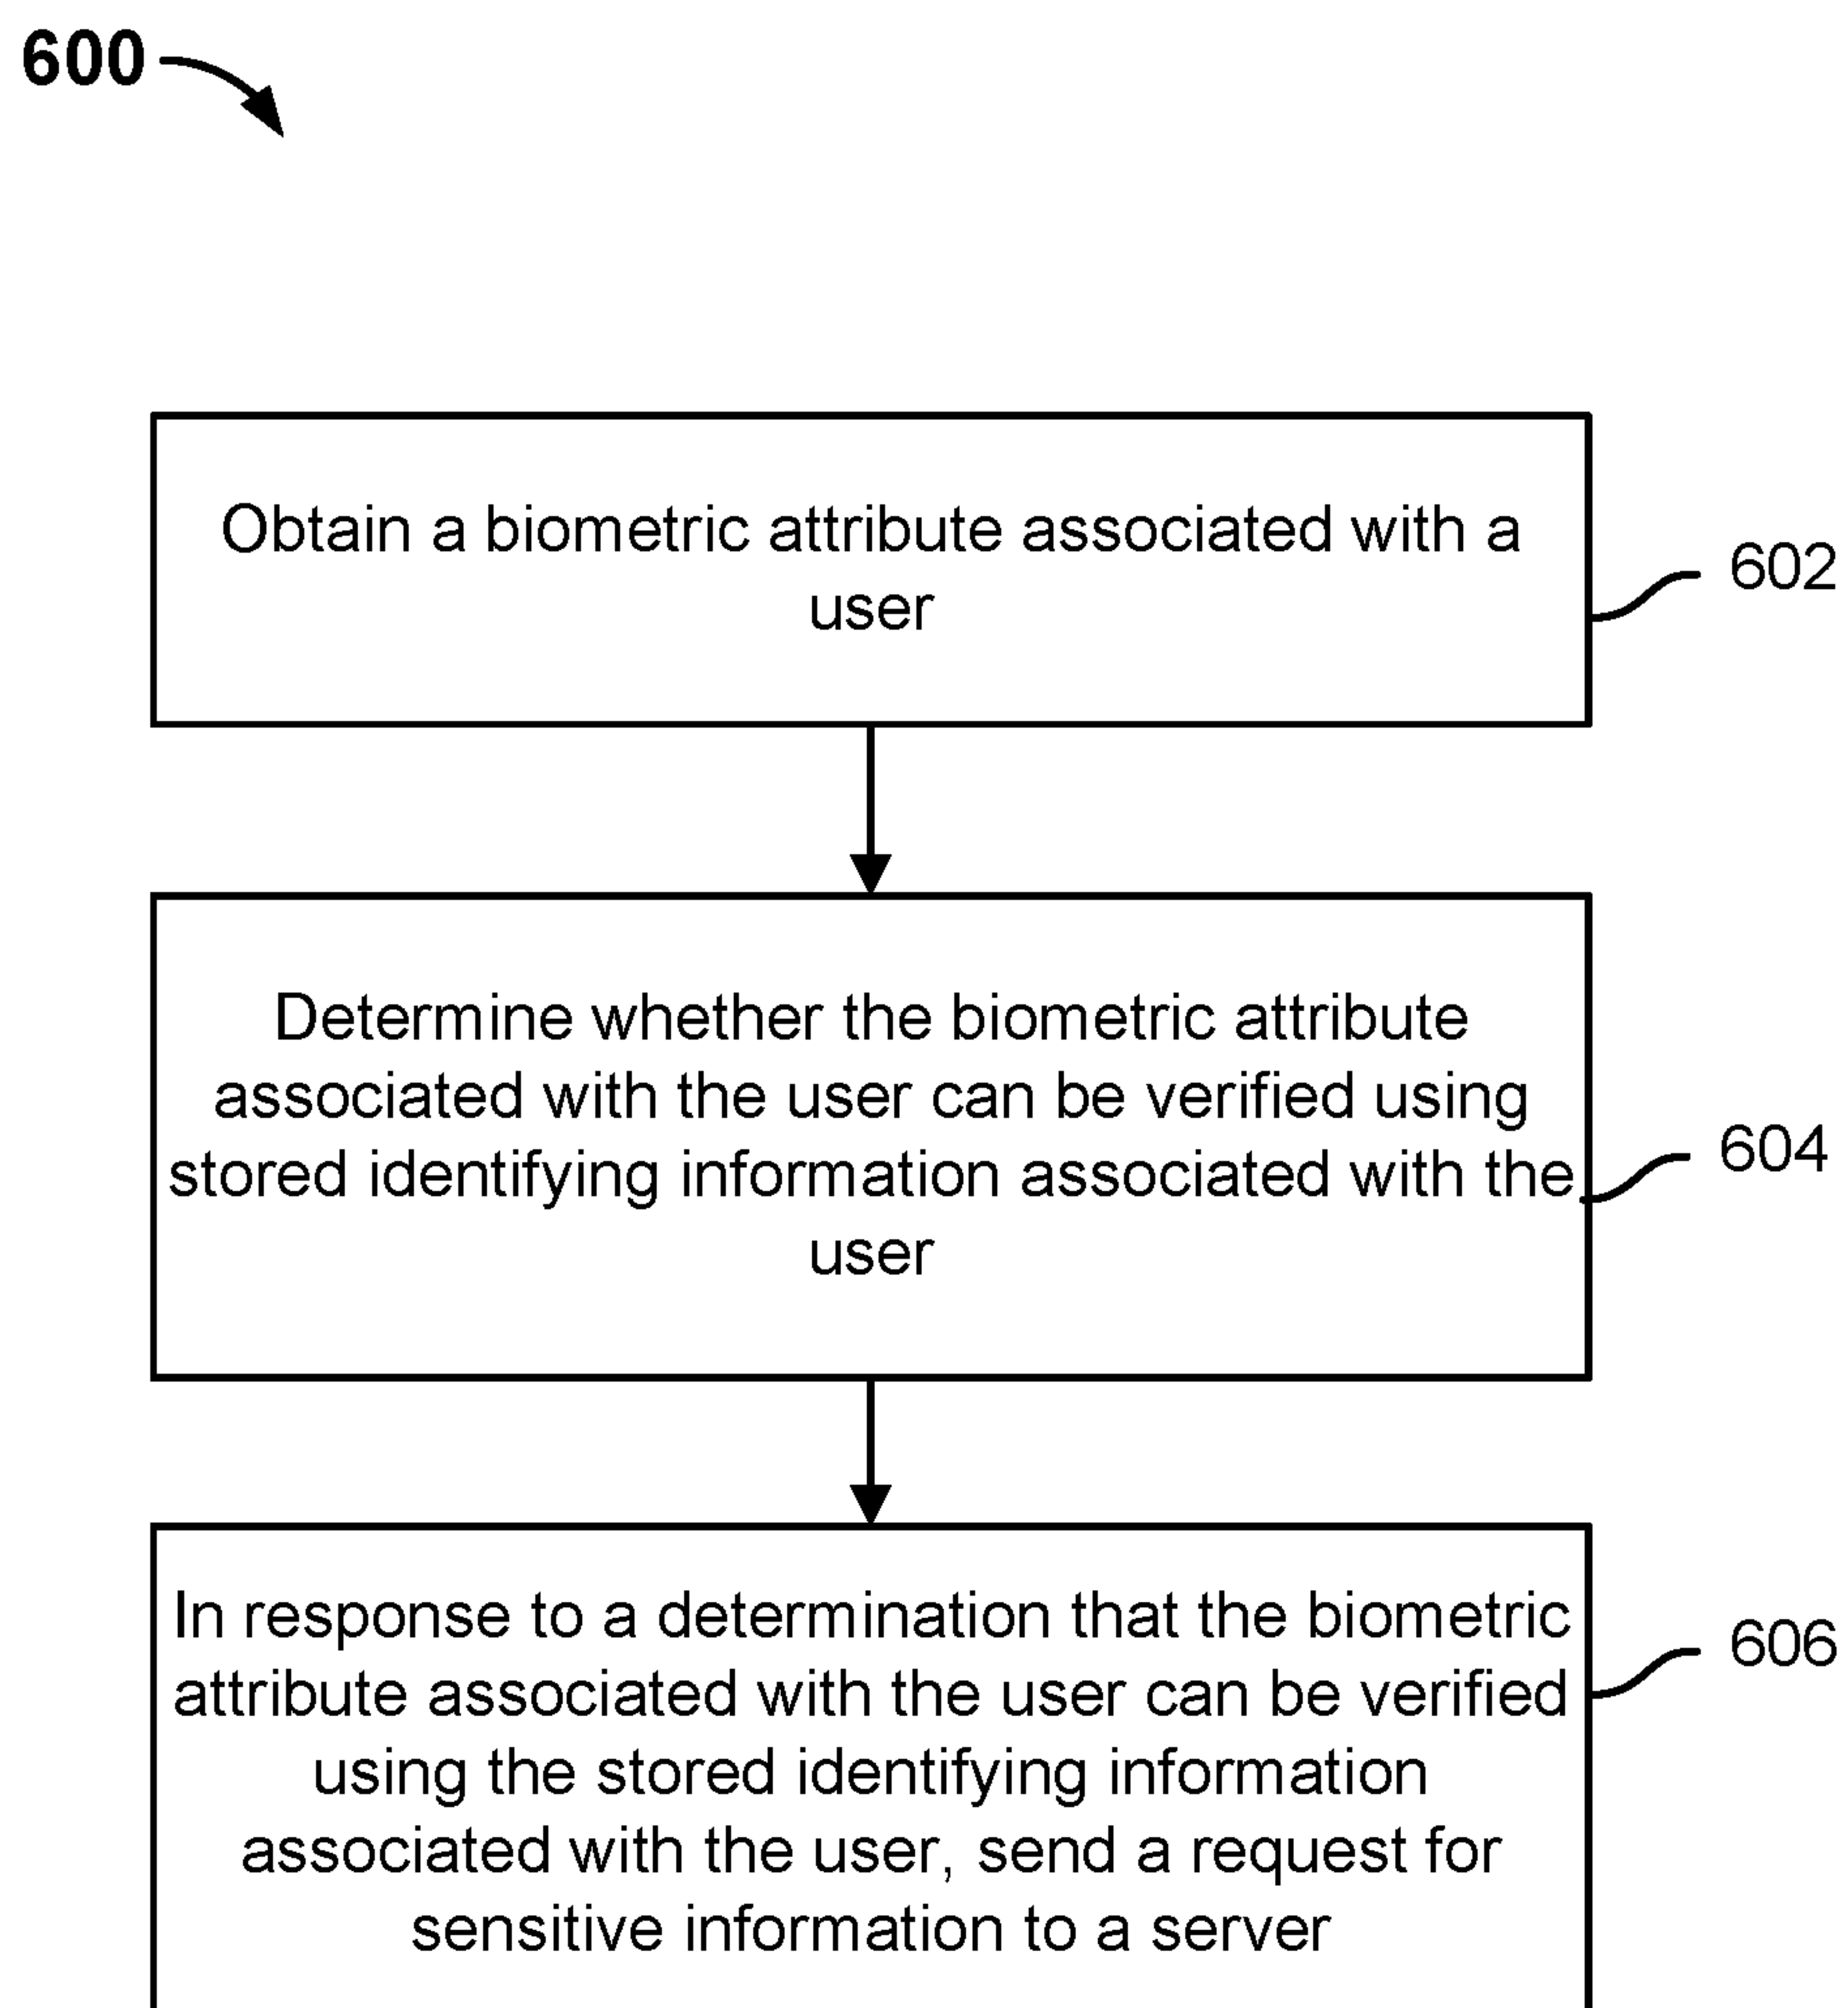 600
Obtain a biometric attribute associated with a
user
602
Determine whether the biometric attribute
associated with the user can be verified using
stored identifying information associated with the
user
604
In response to a determination that the biometric
attribute associated with the user can be verified
using the stored identifying information
associated with the user, send a request for
sensitive information to a server
606